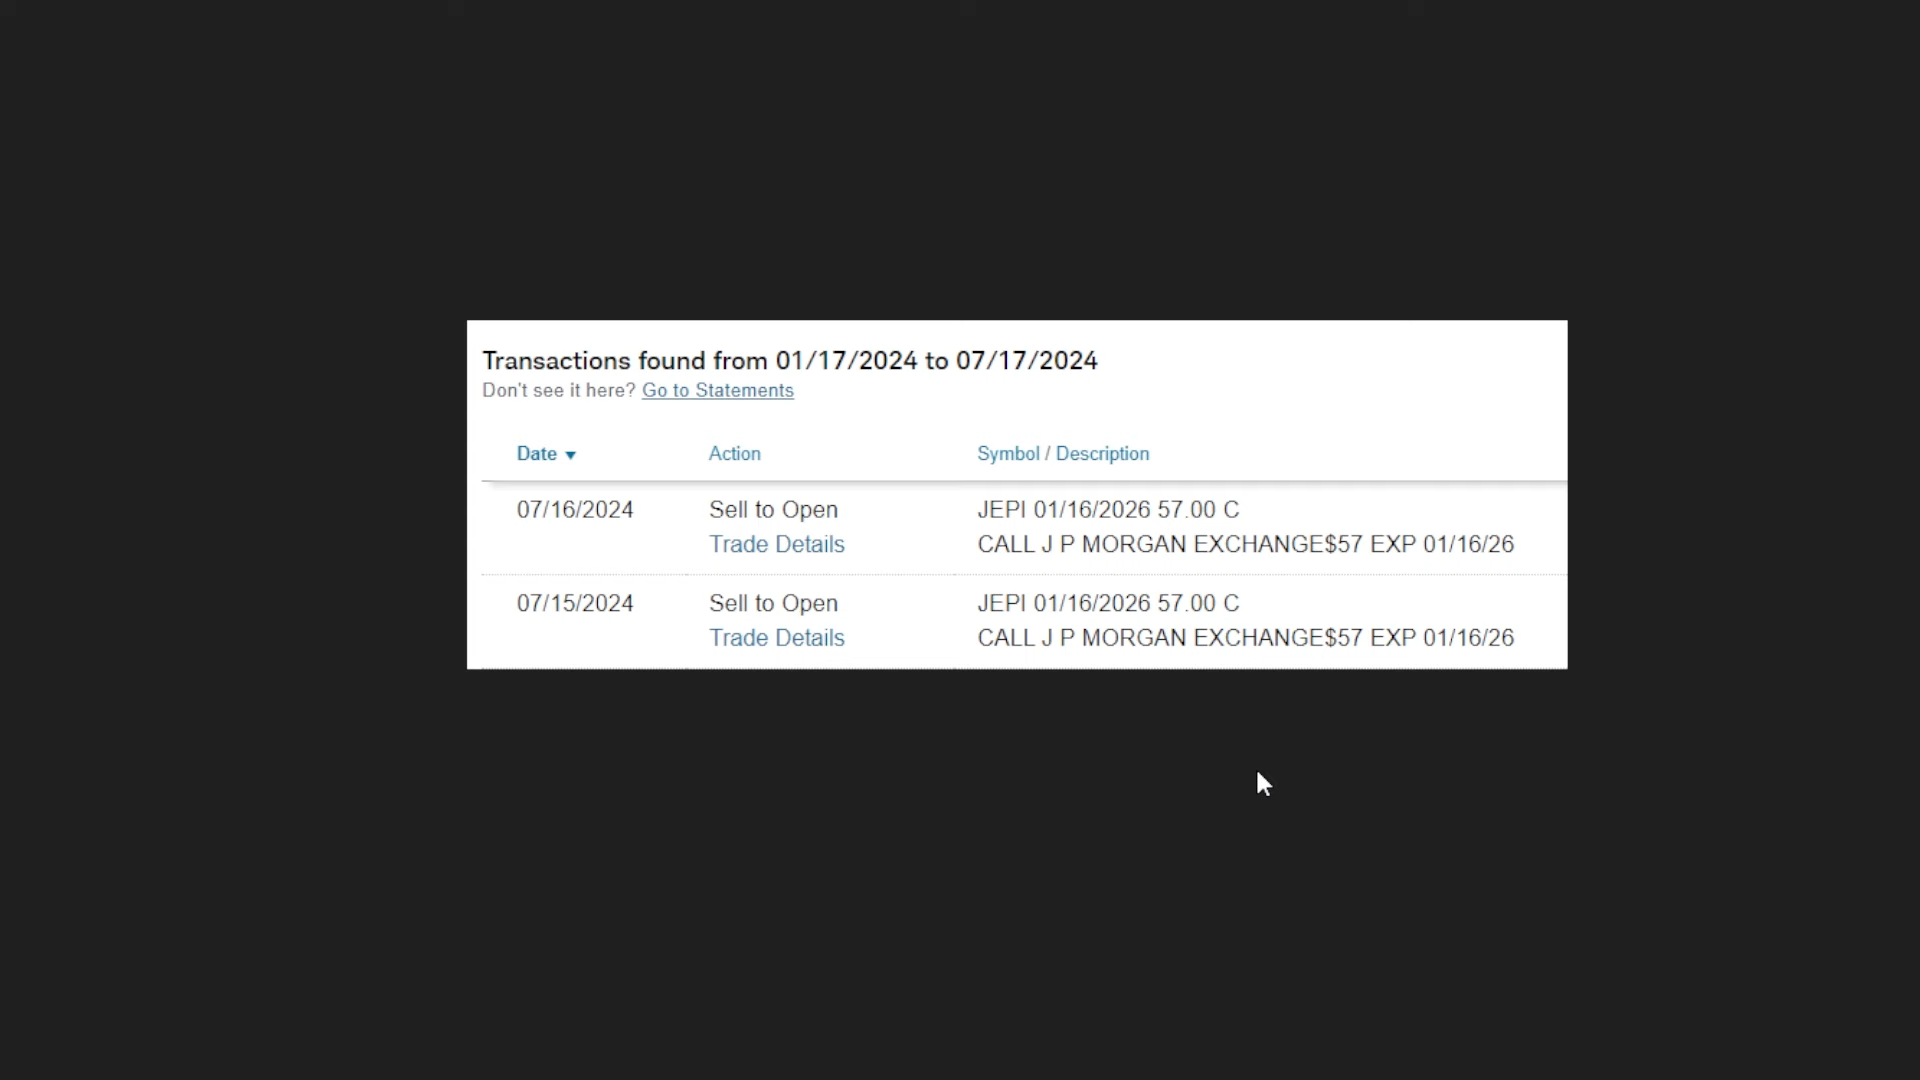 Transactions found from 01/17/2024 to 07/17/2024
Don't see it here? Go to Statements
Date ▼ Action Symbol / Description
07/16/2024 Sell to Open JEPI 01/16/2026 57.00 C
Trade Details CALL J P MORGAN EXCHANGE$57 EXP 01/16/26
07/15/2024 Sell to Open JEPI 01/16/2026 57.00 C
Trade Details CALL J P MORGAN EXCHANGE$57 EXP 01/16/26